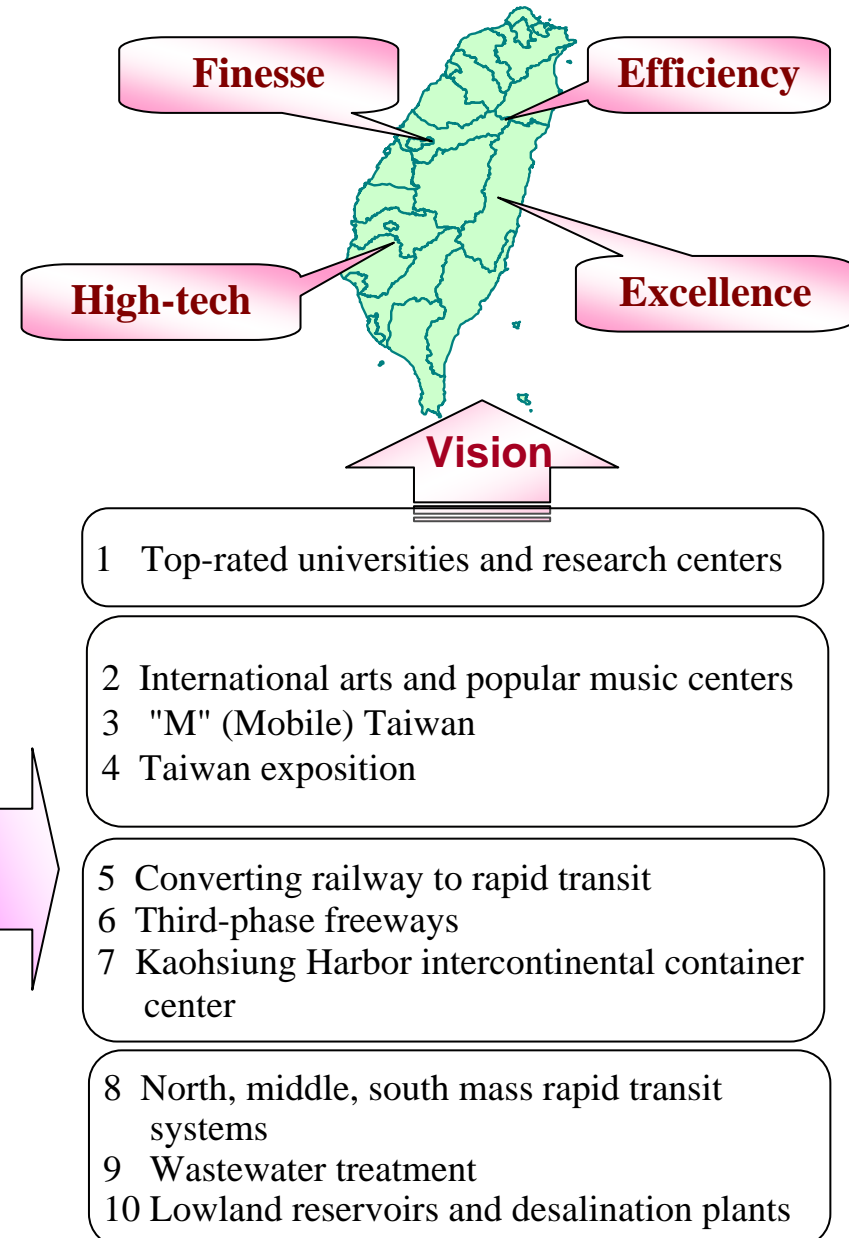 Finesse
Efficiency
High-tech
Excellence
Vision
1 Top-rated universities and research centers
2 International arts and popular music centers
3 "M" (Mobile) Taiwan
4 Taiwan exposition
5 Converting railway to rapid transit
6 Third-phase freeways
7 Kaohsiung Harbor intercontinental container
center
8 North, middle, south mass rapid transit
systems
9 Wastewater treatment
10 Lowland reservoirs and desalination plants